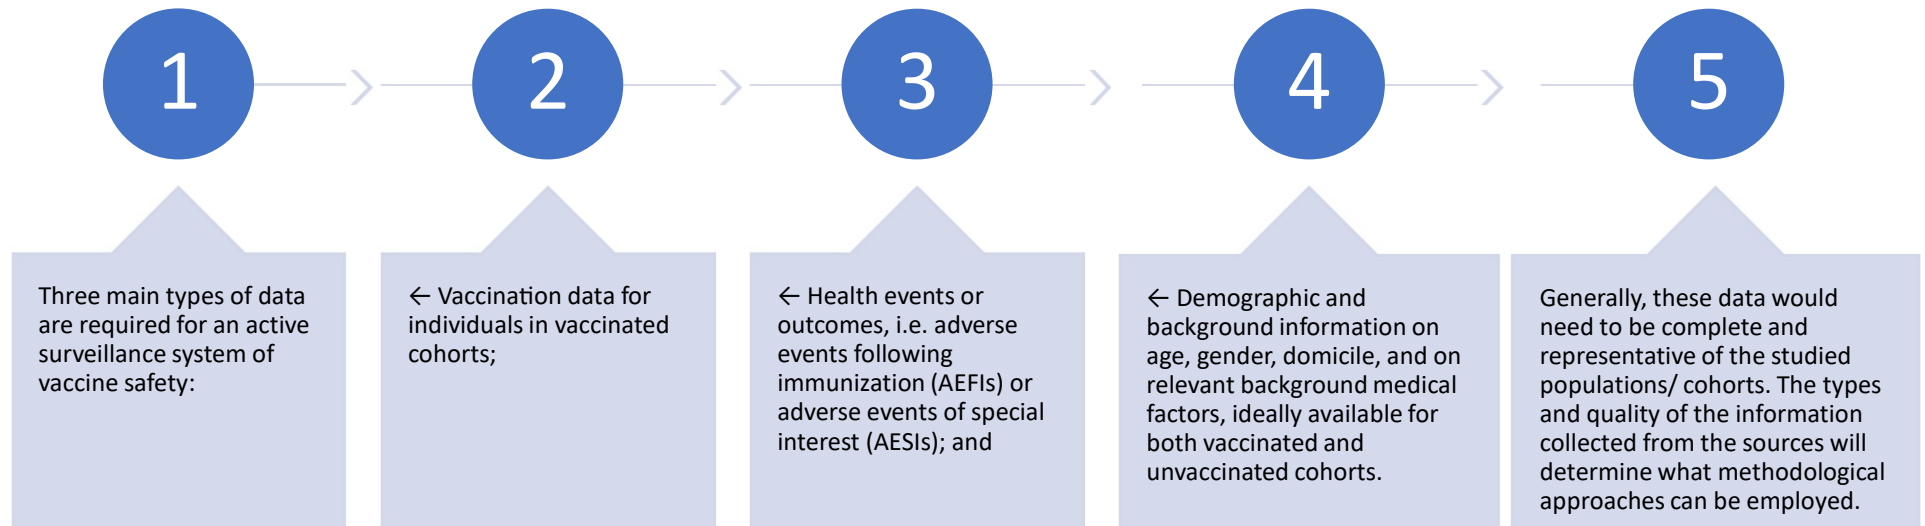 1
2
3
4
5
Three main types of data
are required for an active
surveillance system of
vaccine safety:
← Vaccination data for
individuals in vaccinated
cohorts;
← Health events or
outcomes, i.e. adverse
events following
immunization (AEFIs) or
adverse events of special
interest (AESIs); and
← Demographic and
background information on
age, gender, domicile, and on
relevant background medical
factors, ideally available for
both vaccinated and
unvaccinated cohorts.
Generally, these data would
need to be complete and
representative of the studied
populations/ cohorts. The types
and quality of the information
collected from the sources will
determine what methodological
approaches can be employed.